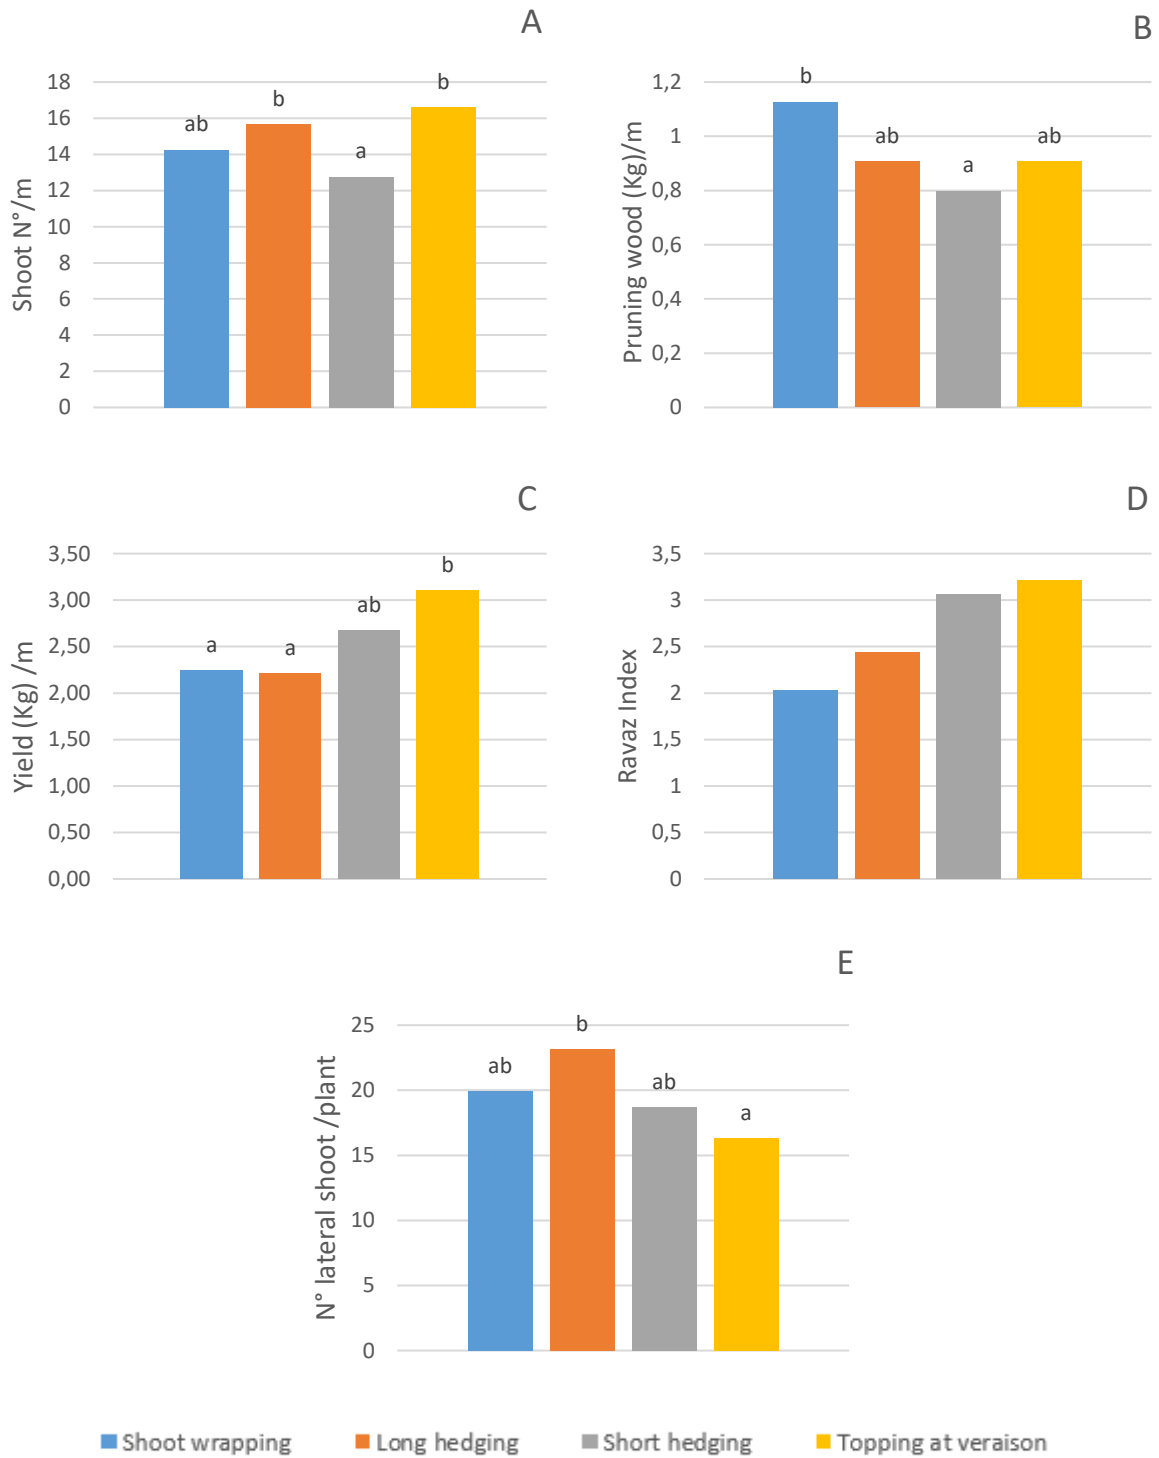 A
Shoot N°/m
18
16
14
12
10
8
6
4
2
0
ab
b
a
b
B
Pruning wood (Kg)/m
1,2
1
0,8
0,6
0,4
0,2
0
b
ab
a
ab
C
Yield (Kg) /m
3,50
3,00
2,50
2,00
1,50
1,00
0,50
0,00
a
a
ab
b
D
Ravaz Index
3,5
3
2,5
2
1,5
1
0,5
0
E
N° lateral shoot /plant
25
20
15
10
5
0
ab
b
ab
a
Shoot wrapping Long hedging Short hedging Topping at veraison